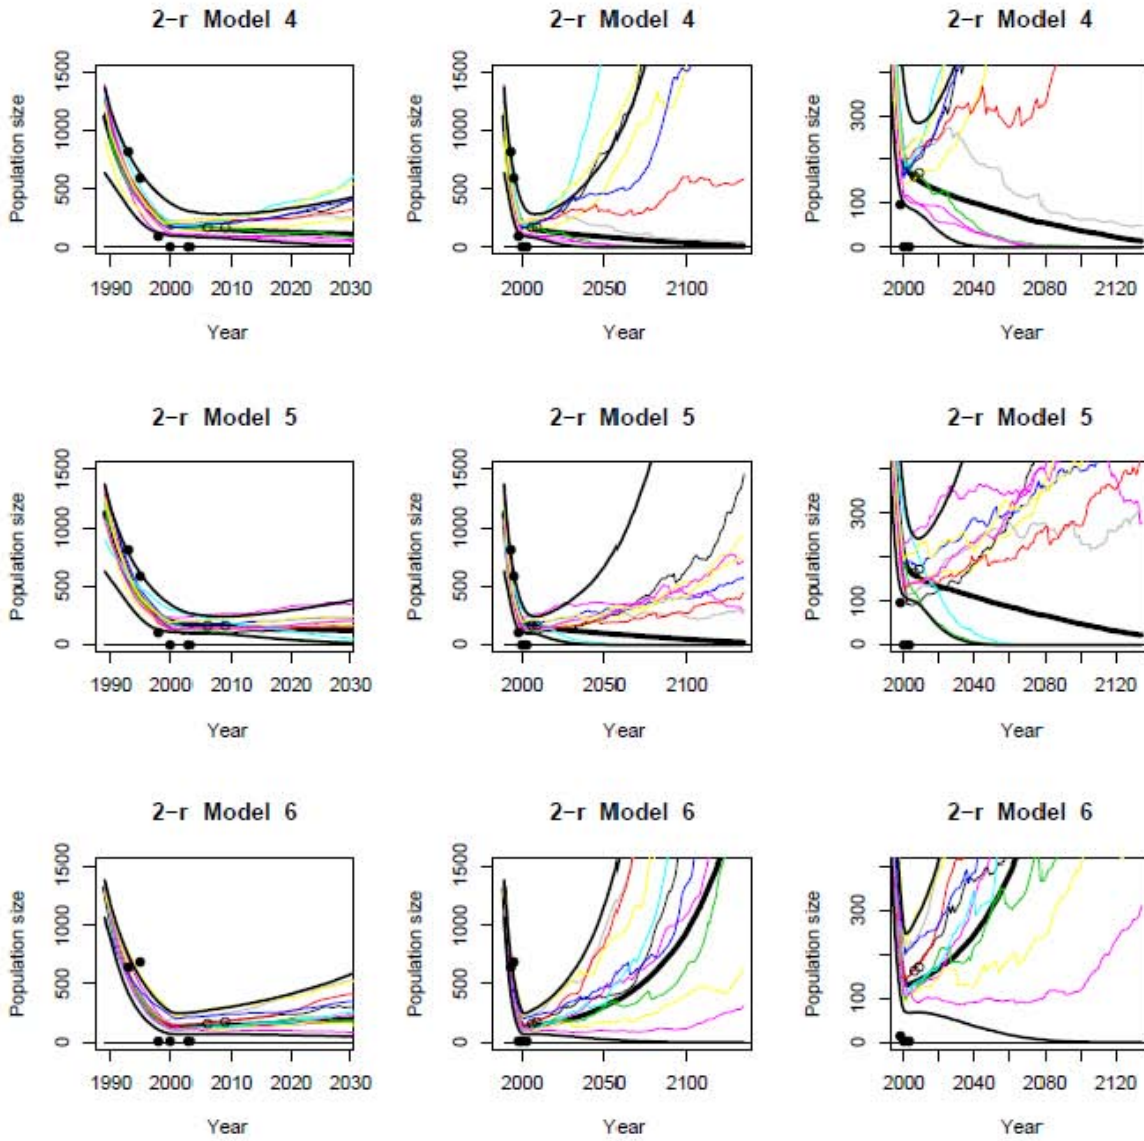 2-r Model 4
2-r Model 4
2-r Model 4
Population size
0 500 1000 1500
1990 2000 2010 2020 2030
Year
Population size
0 500 1000 1500
2000 2050 2100
Year
Population size
0 100 300
2000 2040 2080 2120
Year
2-r Model 5
2-r Model 5
2-r Model 5
Population size
0 500 1000 1500
1990 2000 2010 2020 2030
Year
Population size
0 500 1000 1500
2000 2050 2100
Year
Population size
0 100 300
2000 2040 2080 2120
Year
2-r Model 6
2-r Model 6
2-r Model 6
Population size
0 500 1000 1500
1990 2000 2010 2020 2030
Year
Population size
0 500 1000 1500
2000 2050 2100
Year
Population size
0 100 300
2000 2040 2080 2120
Year